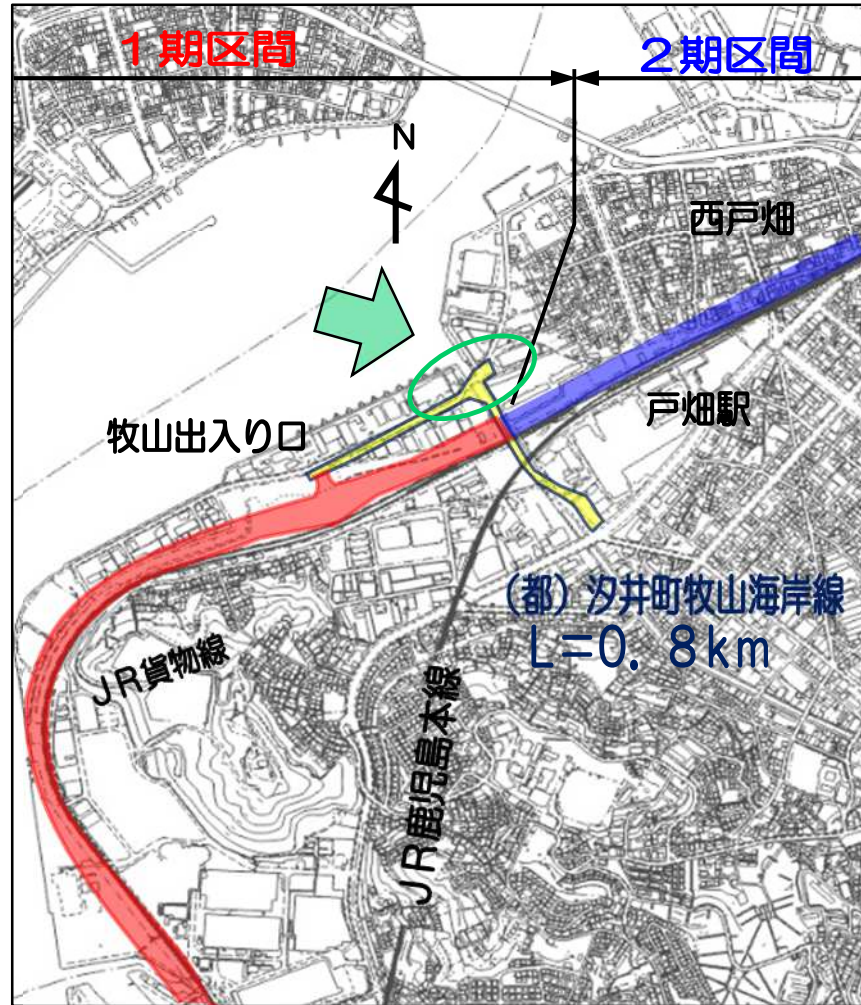 1期区間
2期区間
N
西戸畑
戸畑駅
牧山出入り口
(都)汐井町牧山海岸線
L=0.8km
JR貨物線
JR鹿児島本線